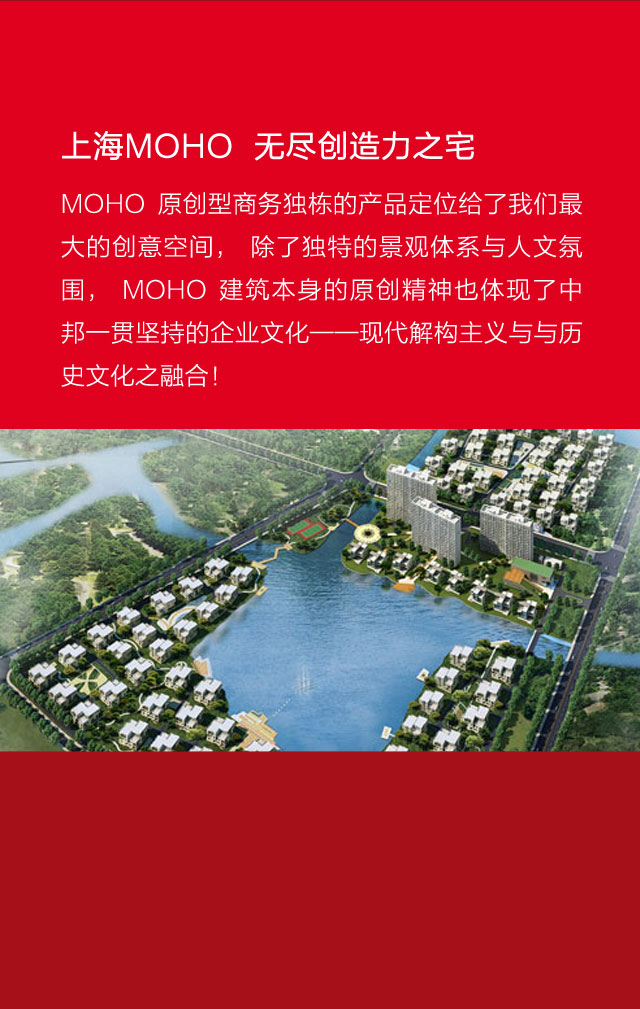 上海MOHO 无尽创造力之宅
MOHO 原创型商务独栋的产品定位给了我们最
大的创意空间， 除了独特的景观体系与人文氛
围， MOHO 建筑本身的原创精神也体现了中
邦一贯坚持的企业文化——现代解构主义与与历
史文化之融合！